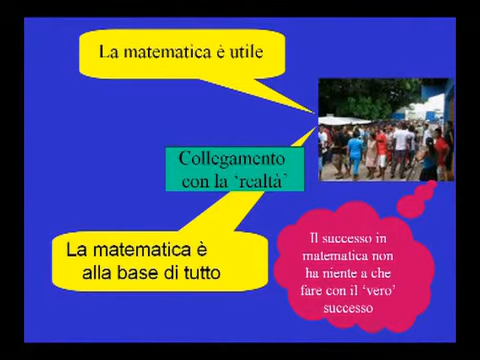 La matematica è utile
Collegamento
con la ‘realtà’
La matematica è
alla base di tutto
Il successo in
matematica non
ha niente a che
fare con il ‘vero’
successo